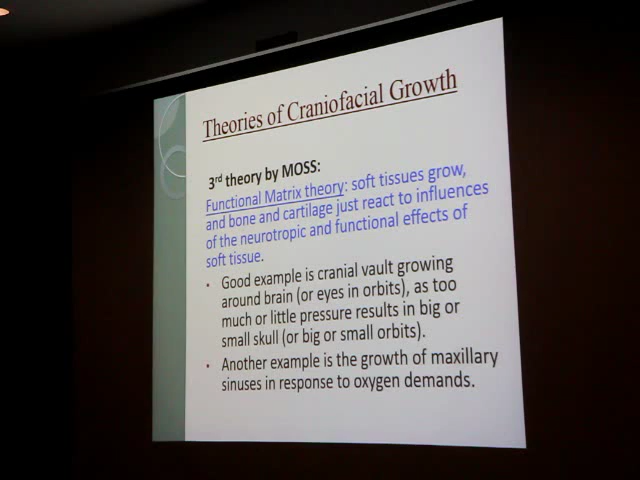 Theories of Craniofacial Growth
3rd theory by MOSS:
Functional Matrix theory: soft tissues grow,
and bone and cartilage just react to influences
of the neurotropic and functional effects of
soft tissue.
• Good example is cranial vault growing
around brain (or eyes in orbits), as too
much or little pressure results in big or
small skull (or big or small orbits).
• Another example is the growth of maxillary
sinuses in response to oxygen demands.